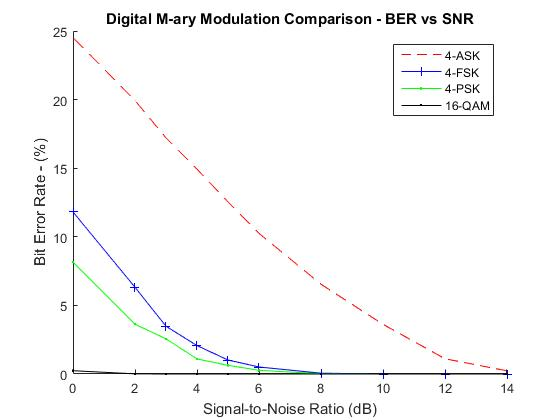 Digital M-ary Modulation Comparison - BER vs SNR
25
20
15
10
5
0
Bit Error Rate - (%)
4-ASK
4-FSK
4-PSK
16-QAM
0 2 4 6 8 10 12 14
Signal-to-Noise Ratio (dB)